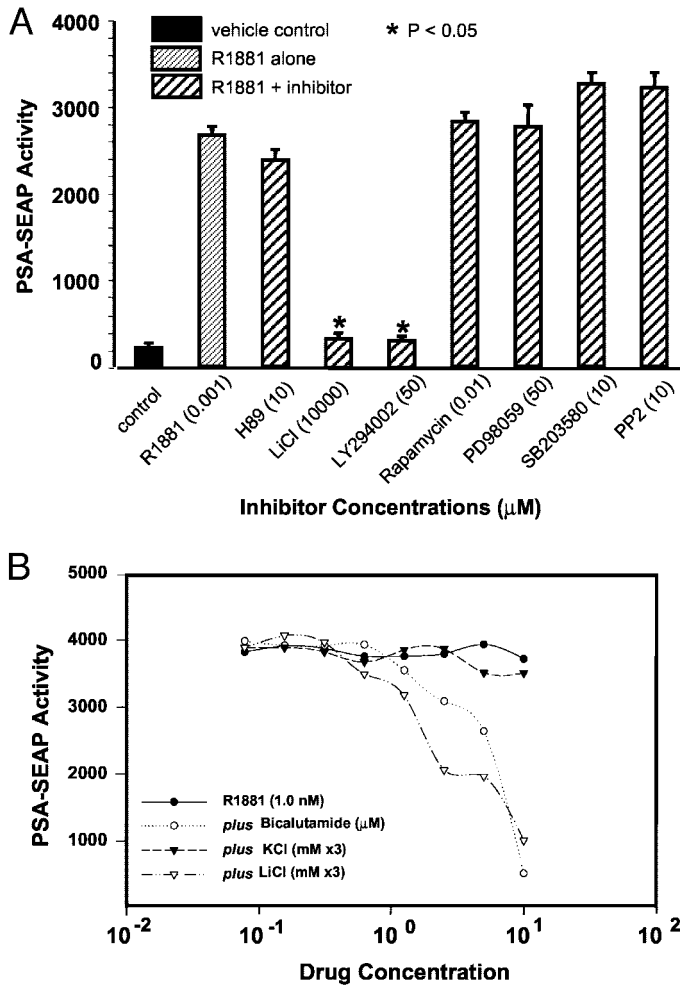 A
4000
3000
2000
1000
0
PSA-SEAP Activity
vehicle control
R1881 alone
R1881 + inhibitor
* P < 0.05
*
*
control
R1881 (0.001)
H89 (10)
LiCl (10000)
LY294002 (50)
Rapamycin (0.01)
PD98059 (50)
SB203580 (10)
PP2 (10)
Inhibitor Concentrations (μM)
B
5000
4000
3000
2000
1000
PSA-SEAP Activity
R1881 (1.0 nM)
plus Bicalutamide (μM)
plus KCl (mM x3)
plus LiCl (mM x3)
10⁻² 10⁻¹ 10⁰ 10¹ 10²
Drug Concentration